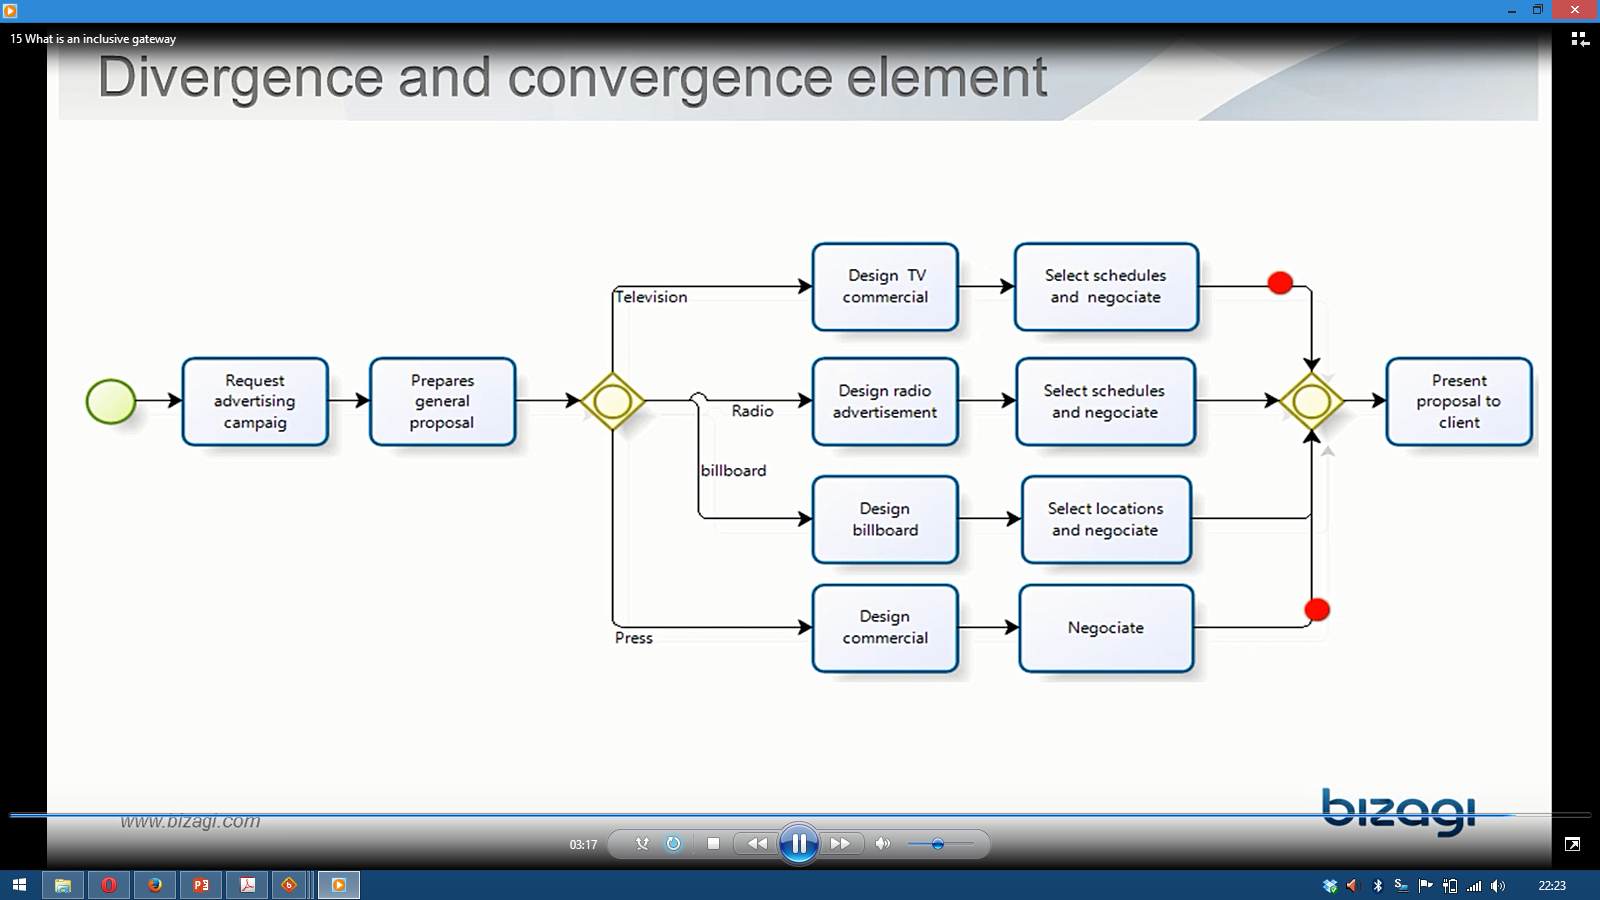 15 What is an inclusive gateway
Divergence and convergence element
Request
advertising
campaig
Prepares
general
proposal
Television
Radio
billboard
Press
Design  TV
commercial
Select schedules
and  negociate
Design radio
advertisement
Select schedules
and negociate
Design
billboard
Select locations
and negociate
Design
commercial
Negociate
Present
proposal to
client
www.bizagi.com
bizagi
03:17
22:23